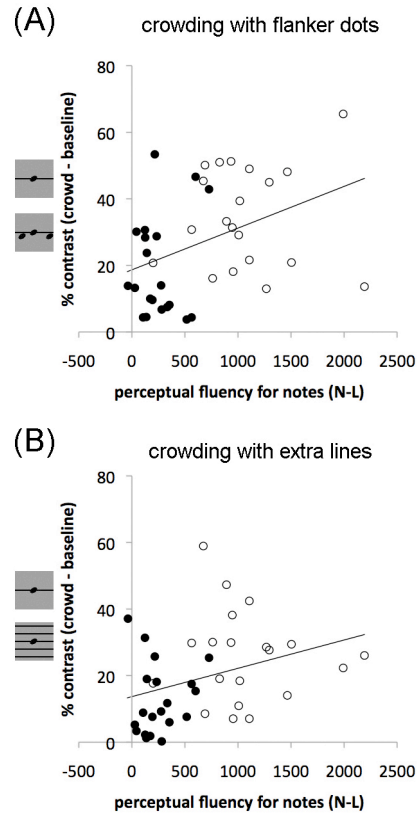 (A)
crowding with flanker dots
% contrast (crowd - baseline)
80
60
40
20
0
-500 0 500 1000 1500 2000 2500
perceptual fluency for notes (N-L)
(B)
crowding with extra lines
% contrast (crowd - baseline)
80
60
40
20
0
-500 0 500 1000 1500 2000 2500
perceptual fluency for notes (N-L)